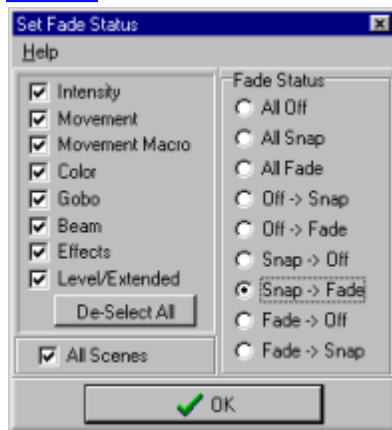 Set Fade Status
Help
Intensity
Movement
Movement Macro
Color
Gobo
Beam
Effects
Level/Extended
De-Select All
All Scenes
Fade Status
All Off
All Snap
All Fade
Off -> Snap
Off -> Fade
Snap -> Off
Snap -> Fade
Fade -> Off
Fade -> Snap
OK